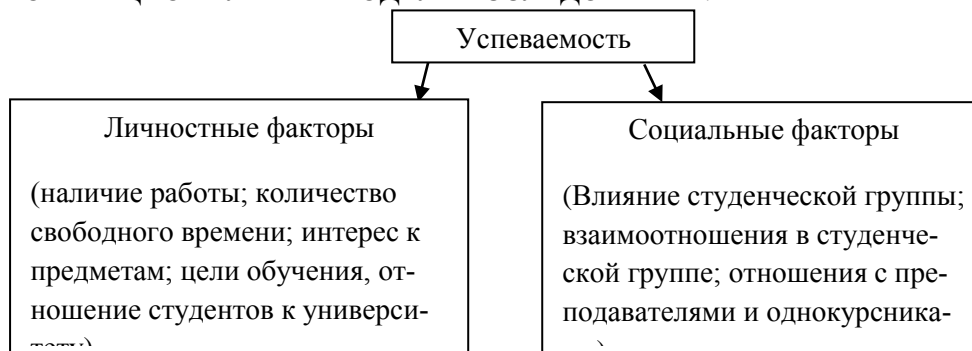 Успеваемость
Личностные факторы
(наличие работы; количество
свободного времени; интерес к
предметам; цели обучения, от-
ношение студентов к универси-
тету)
Социальные факторы
(Влияние студенческой группы;
взаимоотношения в студенче-
ской группе; отношения с пре-
подавателями и однокурсника-